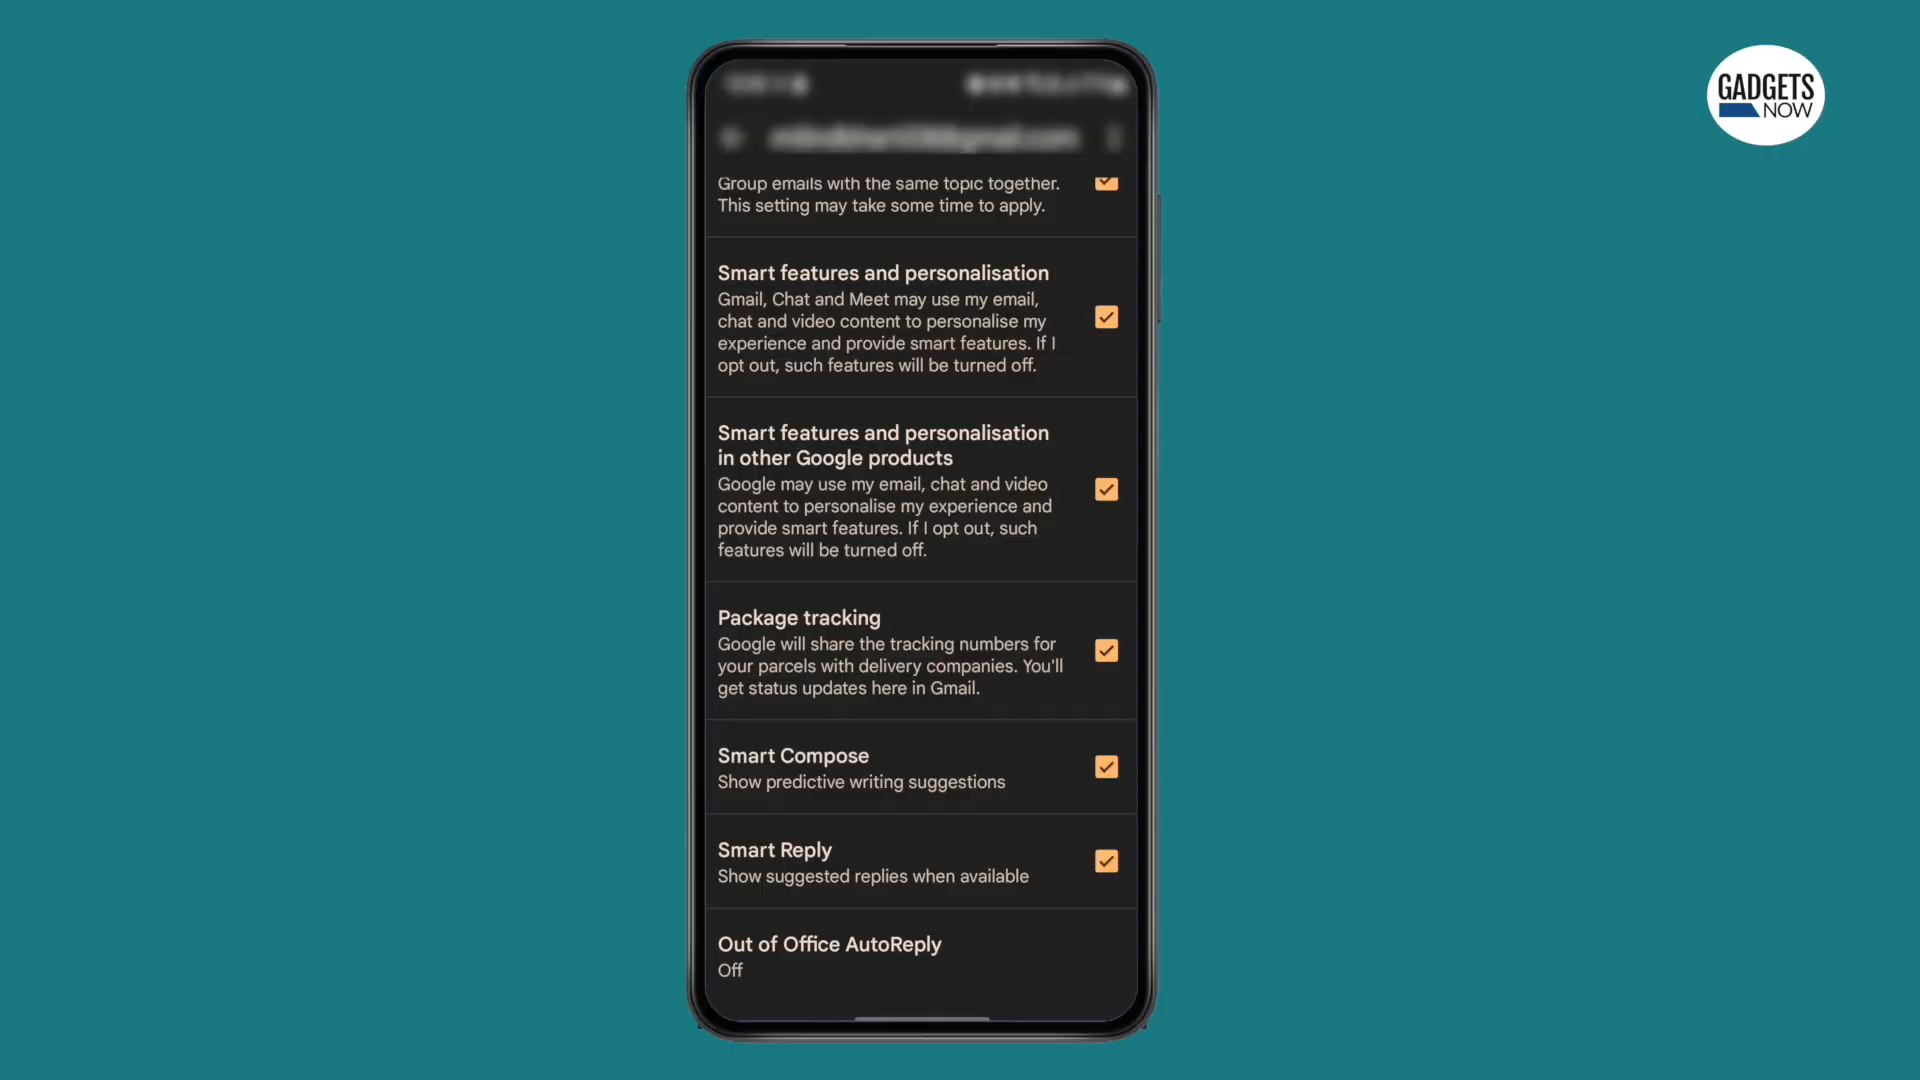 GADGETS
NOW
Group emails with the same topic together.
This setting may take some time to apply.
Smart features and personalisation
Gmail, Chat and Meet may use my email,
chat and video content to personalise my
experience and provide smart features. If I
opt out, such features will be turned off.
Smart features and personalisation
in other Google products
Google may use my email, chat and video
content to personalise my experience and
provide smart features. If I opt out, such
features will be turned off.
Package tracking
Google will share the tracking numbers for
your parcels with delivery companies. You'll
get status updates here in Gmail.
Smart Compose
Show predictive writing suggestions
Smart Reply
Show suggested replies when available
Out of Office AutoReply
Off